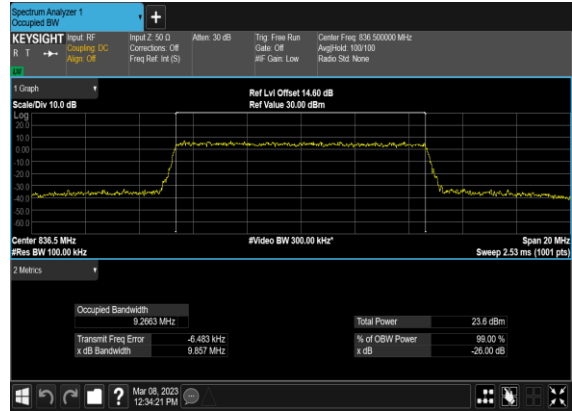 Spectrum Analyzer 1
Occupied BW
+
KEYSIGHT Input: RF Input Z: 50 Ω Atten: 30 dB Trig: Free Run Center Freq: 836.500000 MHz
R T Coupling: DC Corrections: Off Gate: Off Avg|Hold: 100/100
Align: Off Freq Ref: Int (S) #IF Gain: Low Radio Std: None
1 Graph Ref Lvl Offset 14.60 dB
Scale/Div 10.0 dB Ref Value 30.00 dBm
Log
20.0
10.0
0.00
-10.0
-20.0
-30.0
-40.0
-50.0
-60.0
Center 836.5 MHz #Video BW 300.00 kHz* Span 20 MHz
#Res BW 100.00 kHz Sweep 2.53 ms (1001 pts)
2 Metrics
Occupied Bandwidth
9.2663 MHz Total Power 23.6 dBm
Transmit Freq Error -6.483 kHz % of OBW Power 99.00 %
x dB Bandwidth 9.857 MHz x dB -26.00 dB
? Mar 08, 2023
12:34:21 PM